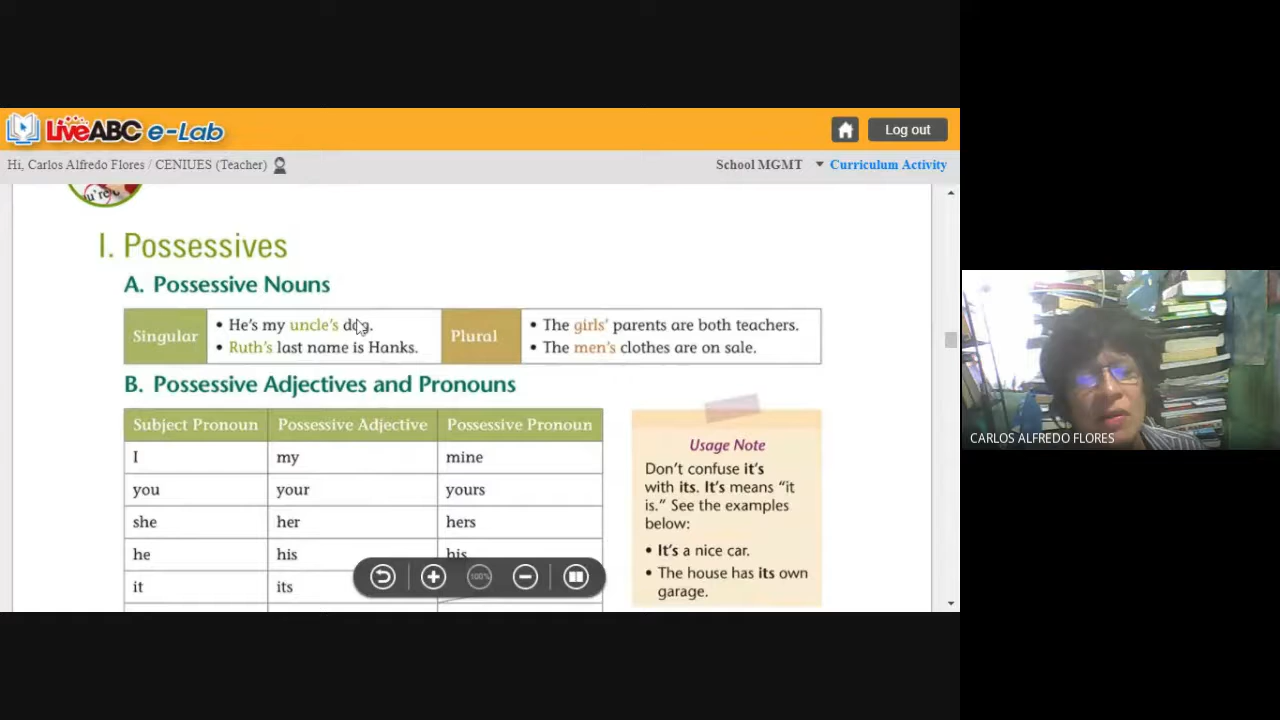 LiveABC e-Lab
Log out
Hi, Carlos Alfredo Flores / CENIUES (Teacher)
School MGMT
Curriculum Activity
u're
I. Possessives
A. Possessive Nouns
Singular
• He's my uncle's dog.
• Ruth's last name is Hanks.
Plural
• The girls' parents are both teachers.
• The men's clothes are on sale.
B. Possessive Adjectives and Pronouns
Subject Pronoun Possessive Adjective Possessive Pronoun
I my mine
you your yours
she her hers
he his his
it its
100%
Usage Note
Don't confuse it's
with its. It's means "it
is." See the examples
below:
• It's a nice car.
• The house has its own
garage.
CARLOS ALFREDO FLORES